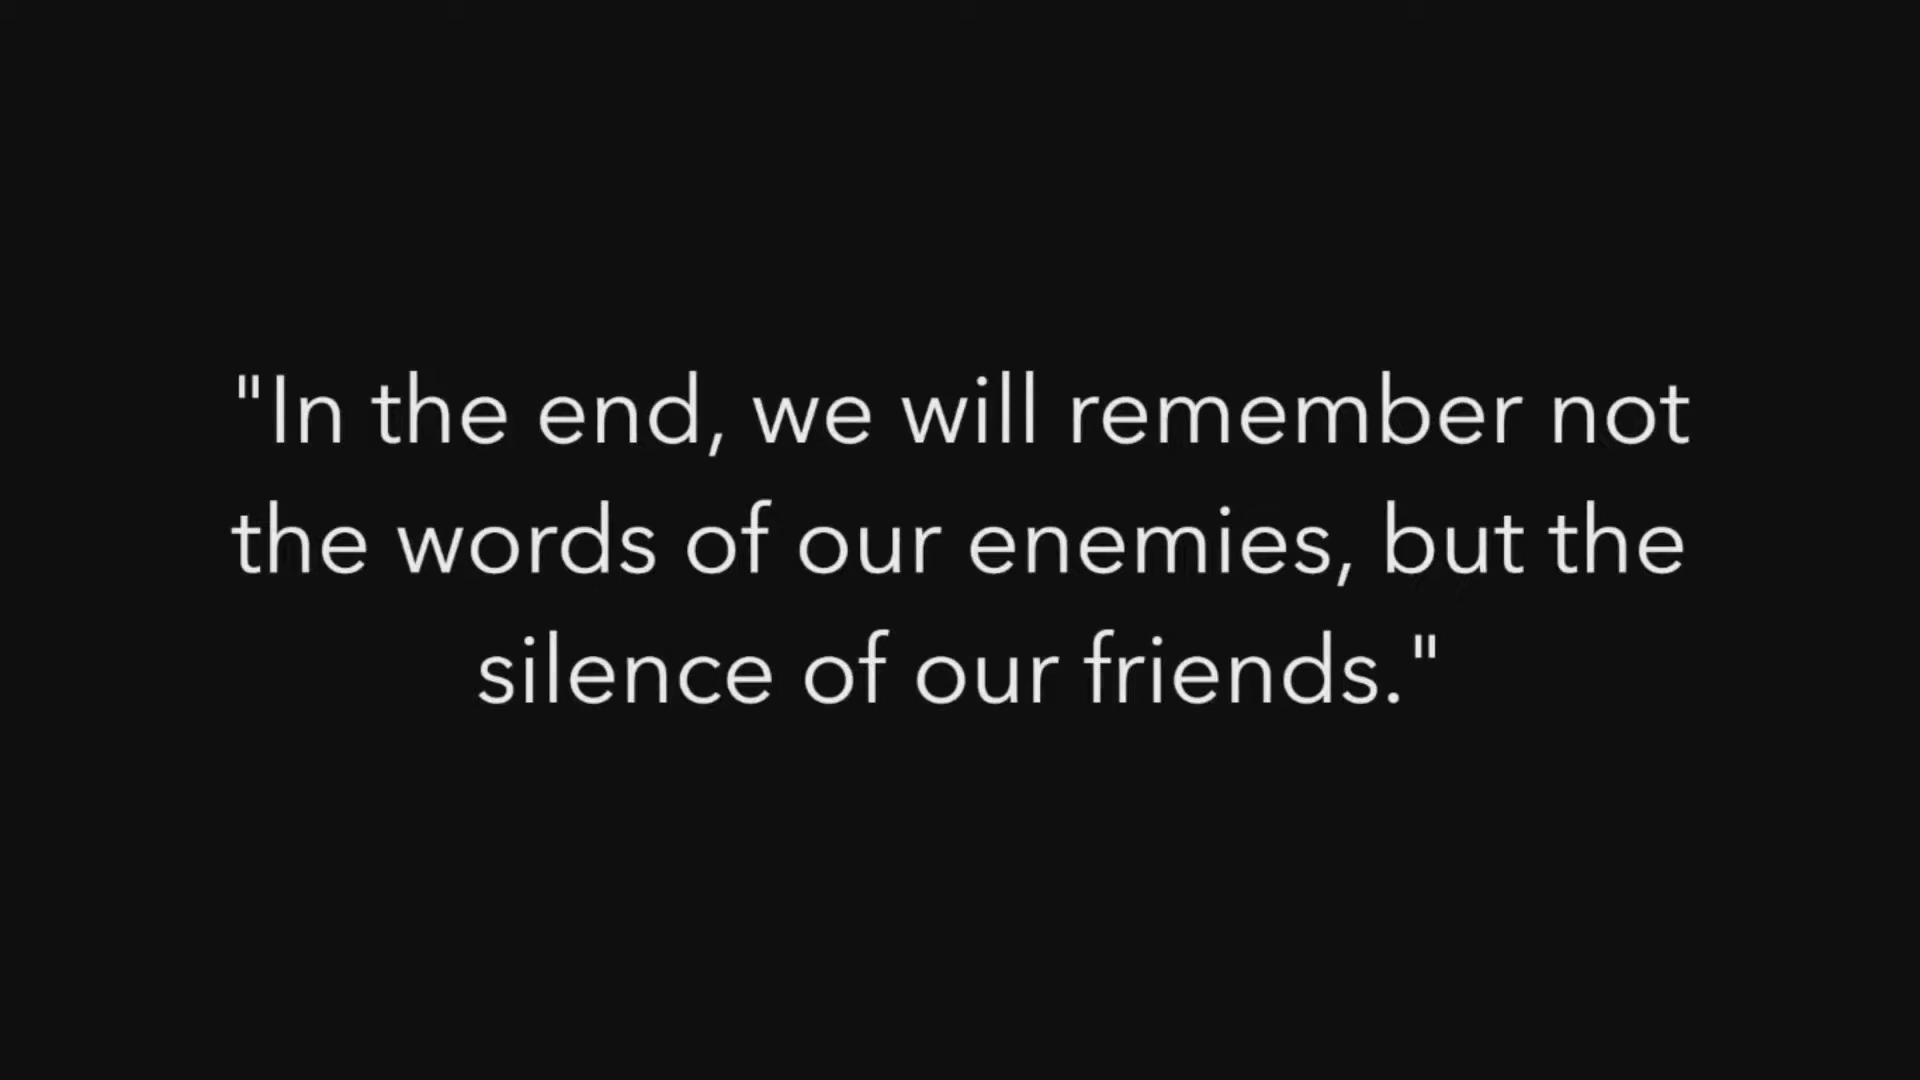 "In the end, we will remember not
the words of our enemies, but the
silence of our friends."